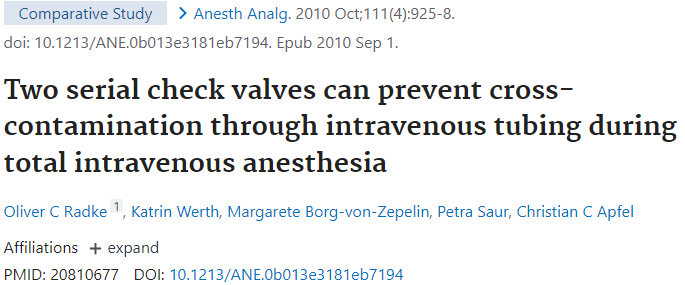 Comparative Study > Anesth Analg. 2010 Oct;111(4):925-8.
doi: 10.1213/ANE.0b013e3181eb7194. Epub 2010 Sep 1.
Two serial check valves can prevent cross-
contamination through intravenous tubing during
total intravenous anesthesia
Oliver C Radke 1, Katrin Werth, Margarete Borg-von-Zepelin, Petra Saur, Christian C Apfel
Affiliations + expand
PMID: 20810677 DOI: 10.1213/ANE.0b013e3181eb7194